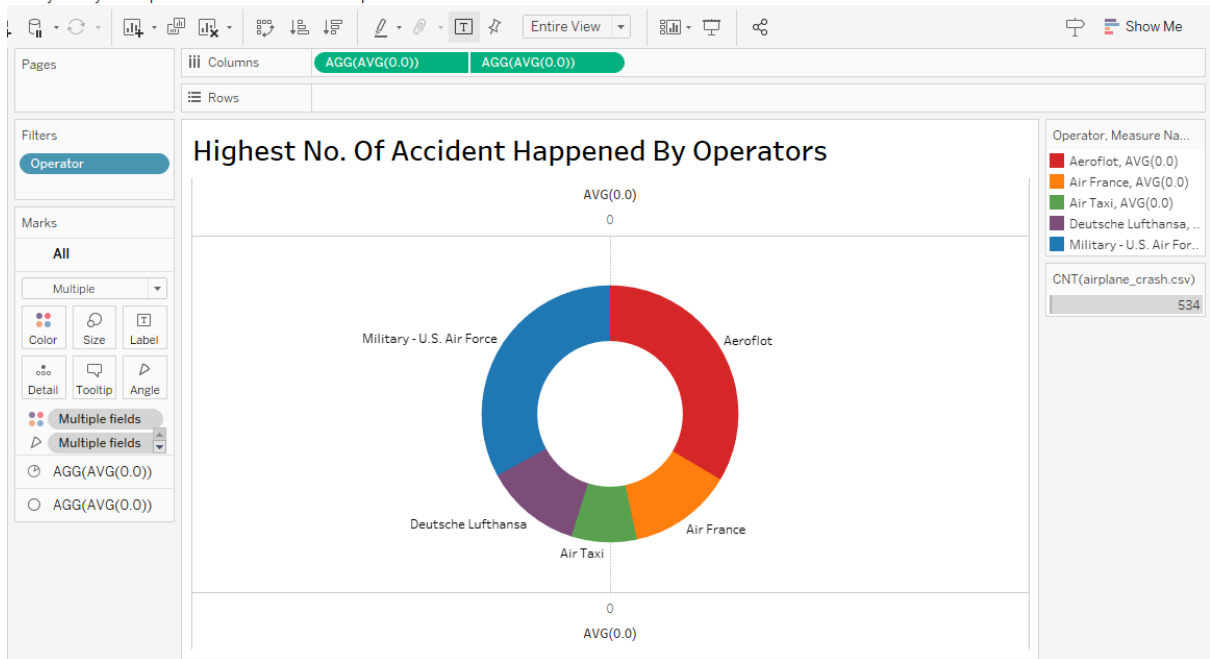 Entire View
Show Me
Pages
iii Columns
AGG(AVG(0.0))
AGG(AVG(0.0))
Rows
Filters
Operator
Marks
All
Multiple
Color
Size
Label
Detail
Tooltip
Angle
Multiple fields
Multiple fields
AGG(AVG(0.0))
AGG(AVG(0.0))
Highest No. Of Accident Happened By Operators
AVG(0.0)
0
Military - U.S. Air Force
Aeroflot
Deutsche Lufthansa
Air France
Air Taxi
0
AVG(0.0)
Operator, Measure Na...
Aeroflot, AVG(0.0)
Air France, AVG(0.0)
Air Taxi, AVG(0.0)
Deutsche Lufthansa, ..
Military - U.S. Air For..
CNT(airplane_crash.csv)
534